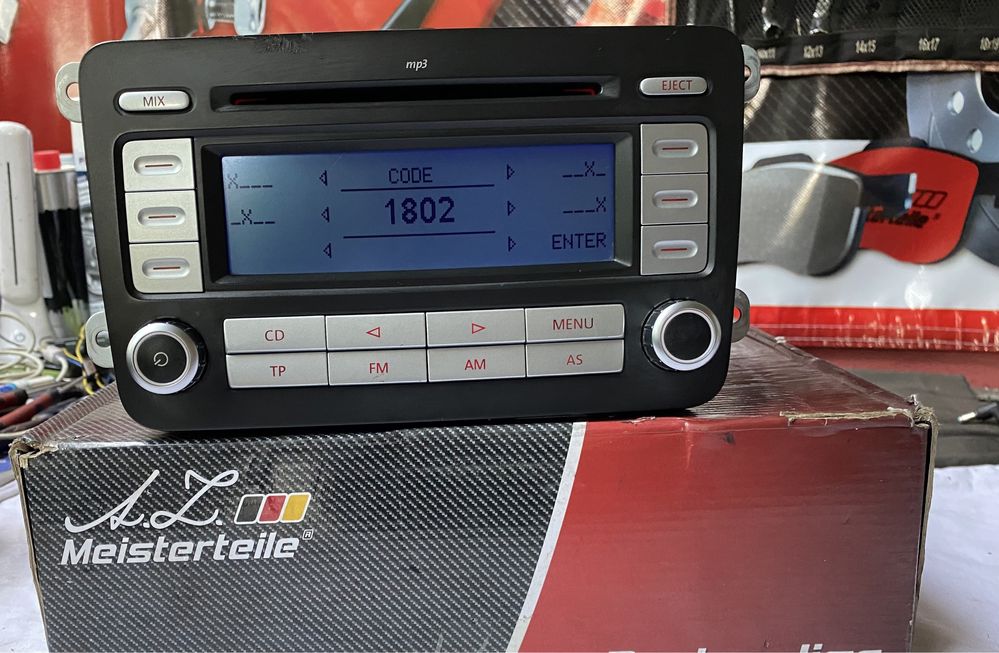 mp3
MIX
EJECT
X___
CODE
__X_
_X__
1802
___X
ENTER
CD
MENU
TP
FM
AM
AS
12x13
14x15
16x17
A.Z.
Meisterteile®